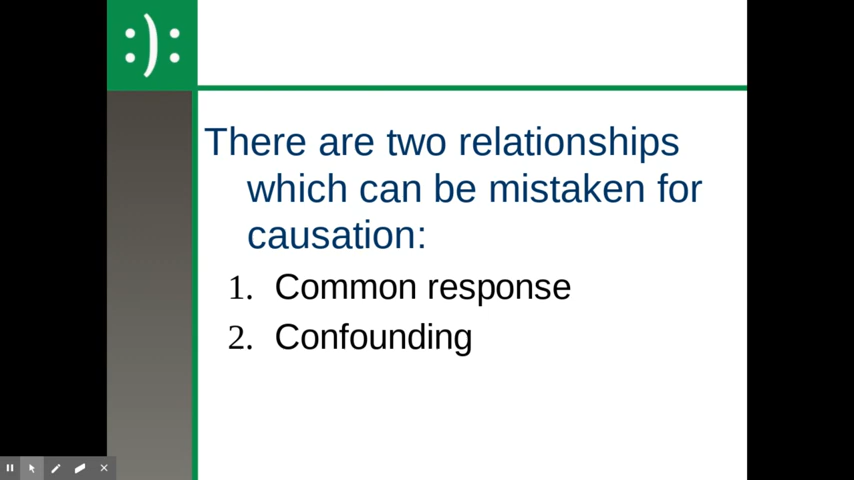 :):
There are two relationships
which can be mistaken for
causation:
1. Common response
2. Confounding